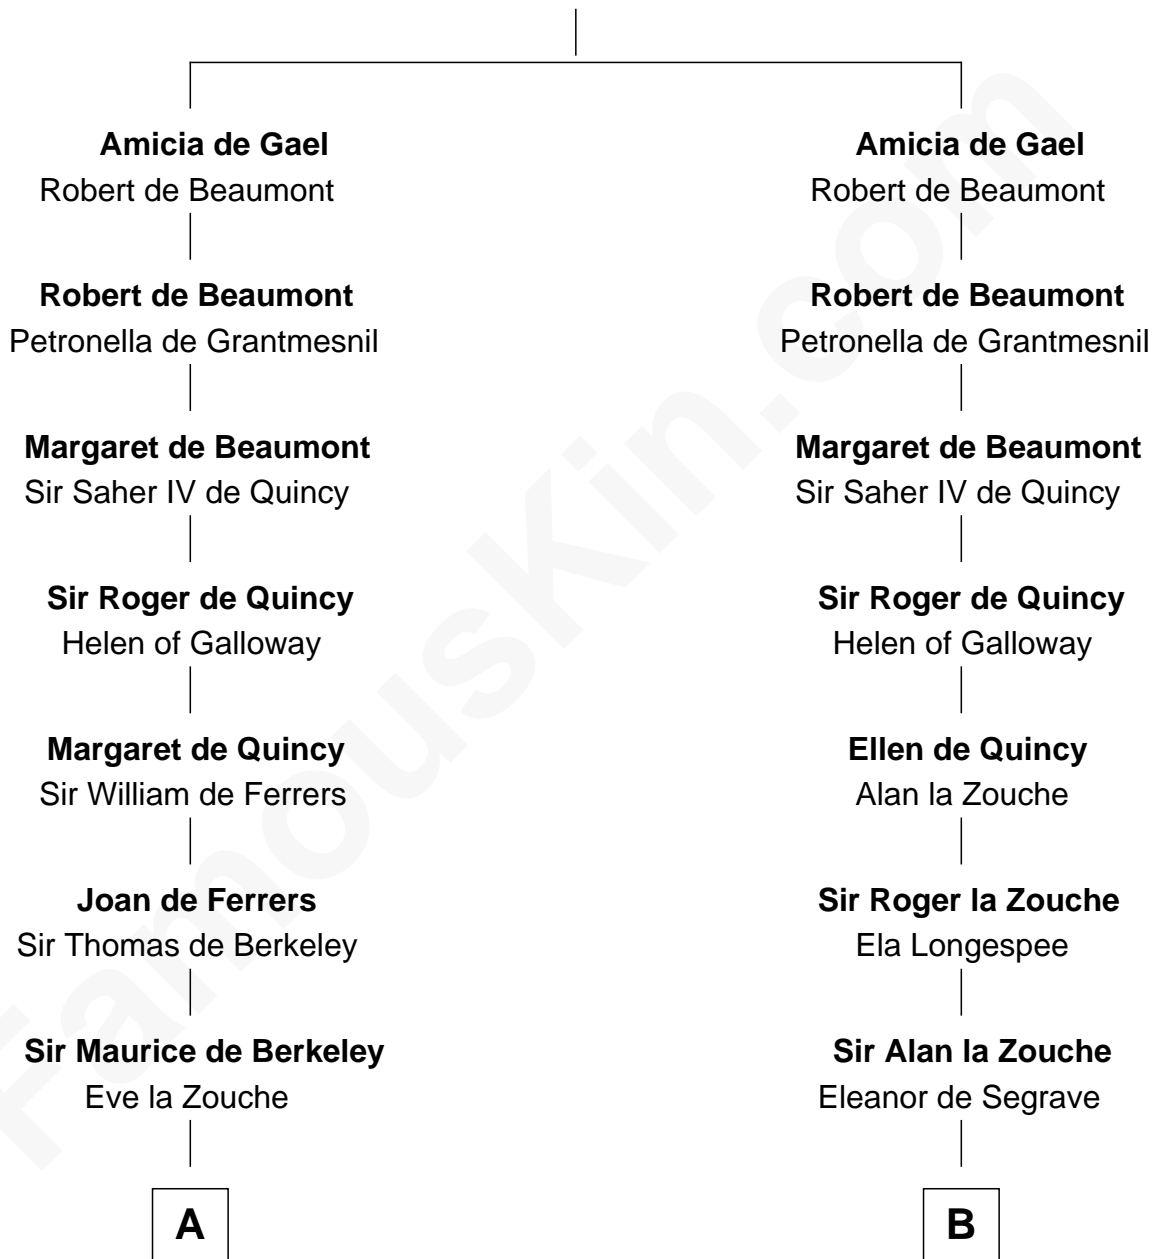 Amicia de Gael
Robert de Beaumont
Robert de Beaumont
Petronella de Grantmesnil
Margaret de Beaumont
Sir Saher IV de Quincy
Sir Roger de Quincy
Helen of Galloway
Margaret de Quincy
Sir William de Ferrers
Joan de Ferrers
Sir Thomas de Berkeley
Sir Maurice de Berkeley
Eve la Zouche
A
Amicia de Gael
Robert de Beaumont
Robert de Beaumont
Petronella de Grantmesnil
Margaret de Beaumont
Sir Saher IV de Quincy
Sir Roger de Quincy
Helen of Galloway
Ellen de Quincy
Alan la Zouche
Sir Roger la Zouche
Ela Longespee
Sir Alan la Zouche
Eleanor de Segrave
B
FamousKin.com